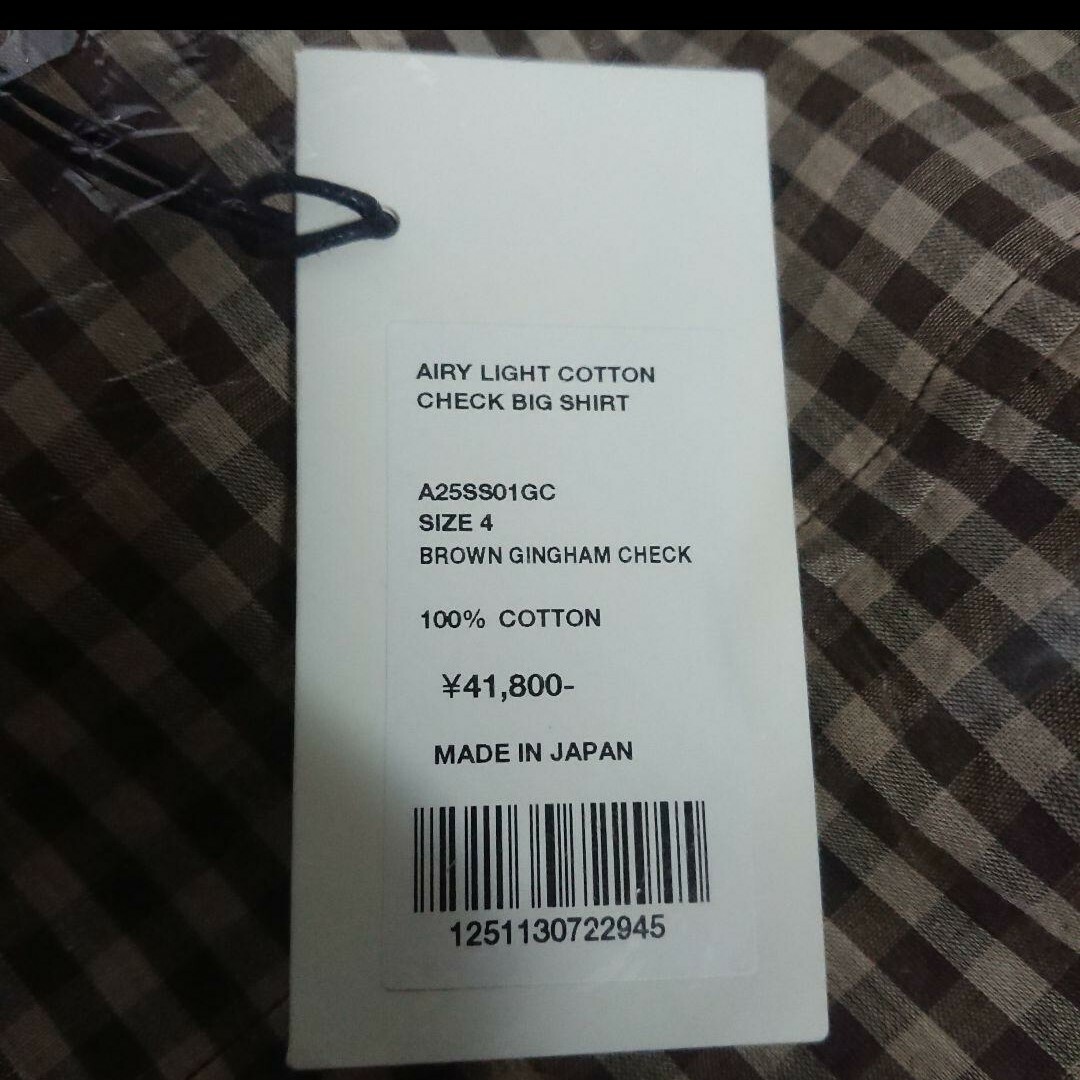 AIRY LIGHT COTTON
CHECK BIG SHIRT
A25SS01GC
SIZE 4
BROWN GINGHAM CHECK
100% COTTON
¥41,800-
MADE IN JAPAN
1251130722945